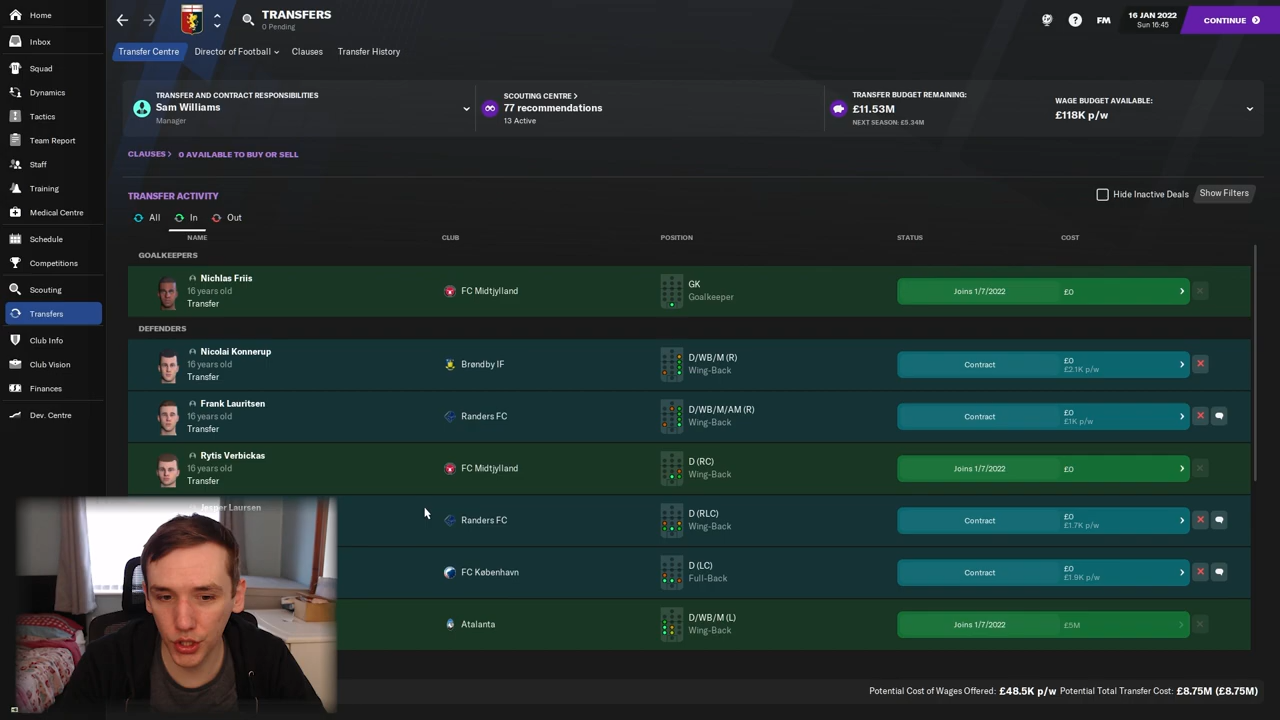 Home
Inbox
Squad
Dynamics
Tactics
Team Report
Staff
Training
Medical Centre
Schedule
Competitions
Scouting
Transfers
Club Info
Club Vision
Finances
Dev. Centre
TRANSFERS
0 Pending
FM
16 JAN 2022
Sun 16:45
CONTINUE
Transfer Centre
Director of Football
Clauses
Transfer History
TRANSFER AND CONTRACT RESPONSIBILITIES
Sam Williams
Manager
SCOUTING CENTRE >
77 recommendations
13 Active
TRANSFER BUDGET REMAINING:
£11.53M
NEXT SEASON: £5.34M
WAGE BUDGET AVAILABLE:
£118K p/w
CLAUSES > 0 AVAILABLE TO BUY OR SELL
TRANSFER ACTIVITY
Hide Inactive Deals
Show Filters
All In Out
NAME CLUB POSITION STATUS COST
GOALKEEPERS
Nichlas Friis
16 years old
Transfer
FC Midtjylland
GK
Goalkeeper
Joins 1/7/2022
£0
DEFENDERS
Nicolai Konnerup
16 years old
Transfer
Brøndby IF
D/WB/M (R)
Wing-Back
Contract
£0
£2.1K p/w
Frank Lauritsen
16 years old
Transfer
Randers FC
D/WB/M/AM (R)
Wing-Back
Contract
£0
£1K p/w
Rytis Verbickas
16 years old
Transfer
FC Midtjylland
D (RC)
Wing-Back
Joins 1/7/2022
£0
Jesper Laursen
Randers FC
D (RLC)
Wing-Back
Contract
£0
£1.7K p/w
FC København
D (LC)
Full-Back
Contract
£0
£1.9K p/w
Atalanta
D/WB/M (L)
Wing-Back
Joins 1/7/2022
£5M
Potential Cost of Wages Offered: £48.5K p/w Potential Total Transfer Cost: £8.75M (£8.75M)